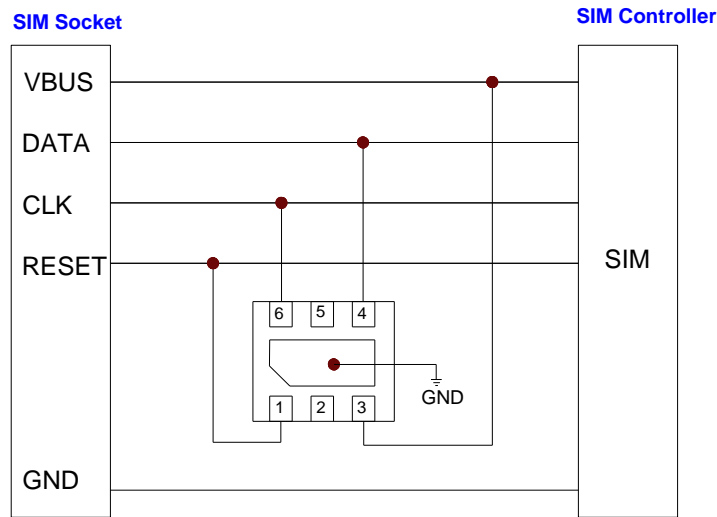 SIM Socket
SIM Controller
VBUS
DATA
CLK
RESET
SIM
6 5 4
GND
1 2 3
GND